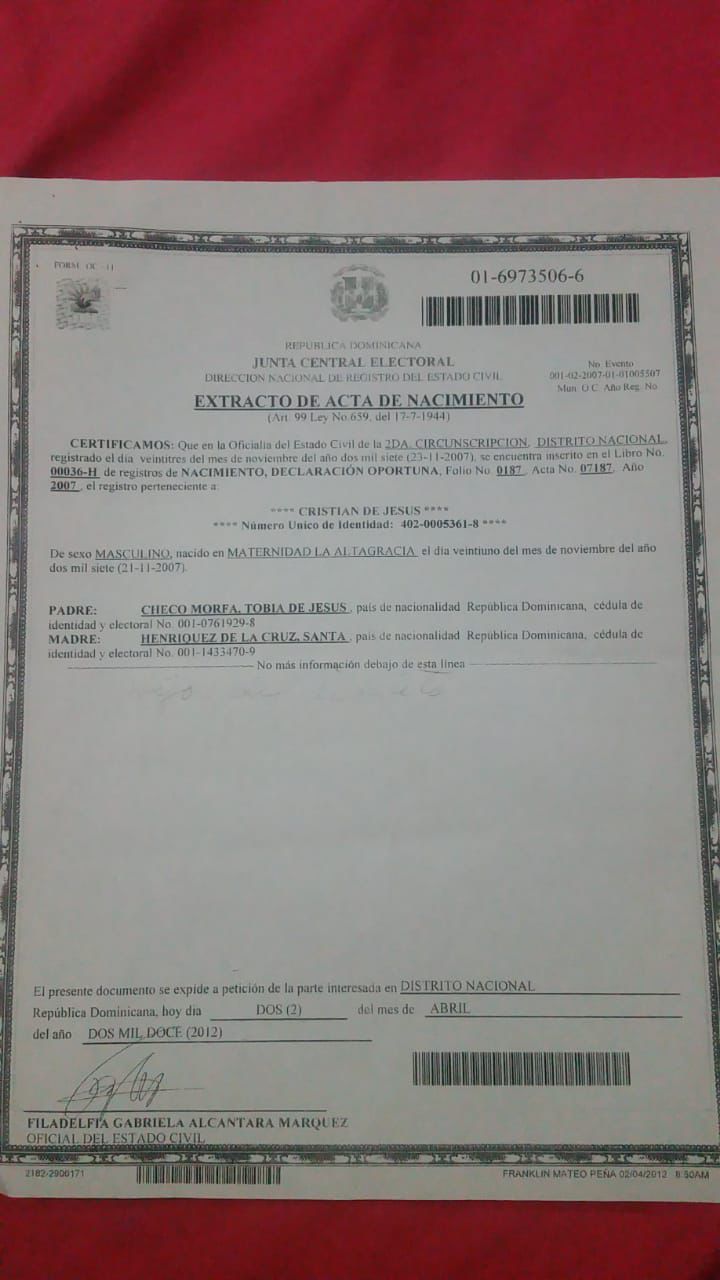 FORM. OC - 11
01-6973506-6
REPUBLICA DOMINICANA
JUNTA CENTRAL ELECTORAL
DIRECCION NACIONAL DE REGISTRO DEL ESTADO CIVIL
No Evento
001-02-2007-01-01005507
Mun. O C Año Reg. No
EXTRACTO DE ACTA DE NACIMIENTO
(Art. 99 Ley No.659, del 17-7-1944)
CERTIFICAMOS: Que en la Oficialía del Estado Civil de la 2DA. CIRCUNSCRIPCION, DISTRITO NACIONAL,
registrado el día veintitres del mes de noviembre del año dos mil siete (23-11-2007), se encuentra inscrito en el Libro No.
00036-H de registros de NACIMIENTO, DECLARACIÓN OPORTUNA, Folio No. 0187, Acta No. 07187, Año
2007, el registro perteneciente a:
**** CRISTIAN DE JESUS ****
**** Número Unico de Identidad: 402-0005361-8 ****
De sexo MASCULINO, nacido en MATERNIDAD LA ALTAGRACIA el día veintiuno del mes de noviembre del año
dos mil siete (21-11-2007).
PADRE: CHECO MORFA, TOBIA DE JESUS, país de nacionalidad República Dominicana, cédula de
identidad y electoral No. 001-0761929-8
MADRE: HENRIQUEZ DE LA CRUZ, SANTA, país de nacionalidad República Dominicana, cédula de
identidad y electoral No. 001-1433470-9
No más información debajo de esta línea
El presente documento se expide a petición de la parte interesada en DISTRITO NACIONAL
República Dominicana, hoy día DOS (2) del mes de ABRIL
del año DOS MIL DOCE (2012)
FILADELFIA GABRIELA ALCANTARA MARQUEZ
OFICIAL DEL ESTADO CIVIL
2182-2900171
FRANKLIN MATEO PEÑA 02/04/2012 8:50AM